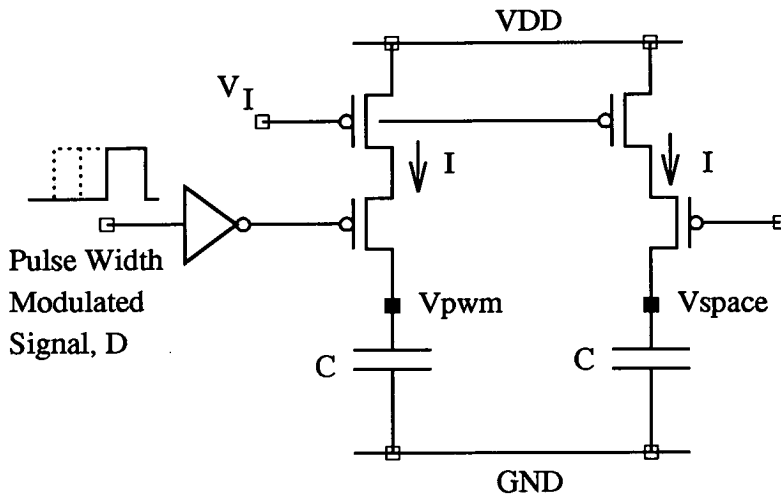 VDD
V_I
I
I
Pulse Width
Modulated
Signal, D
Vpwm
Vspace
C
C
GND